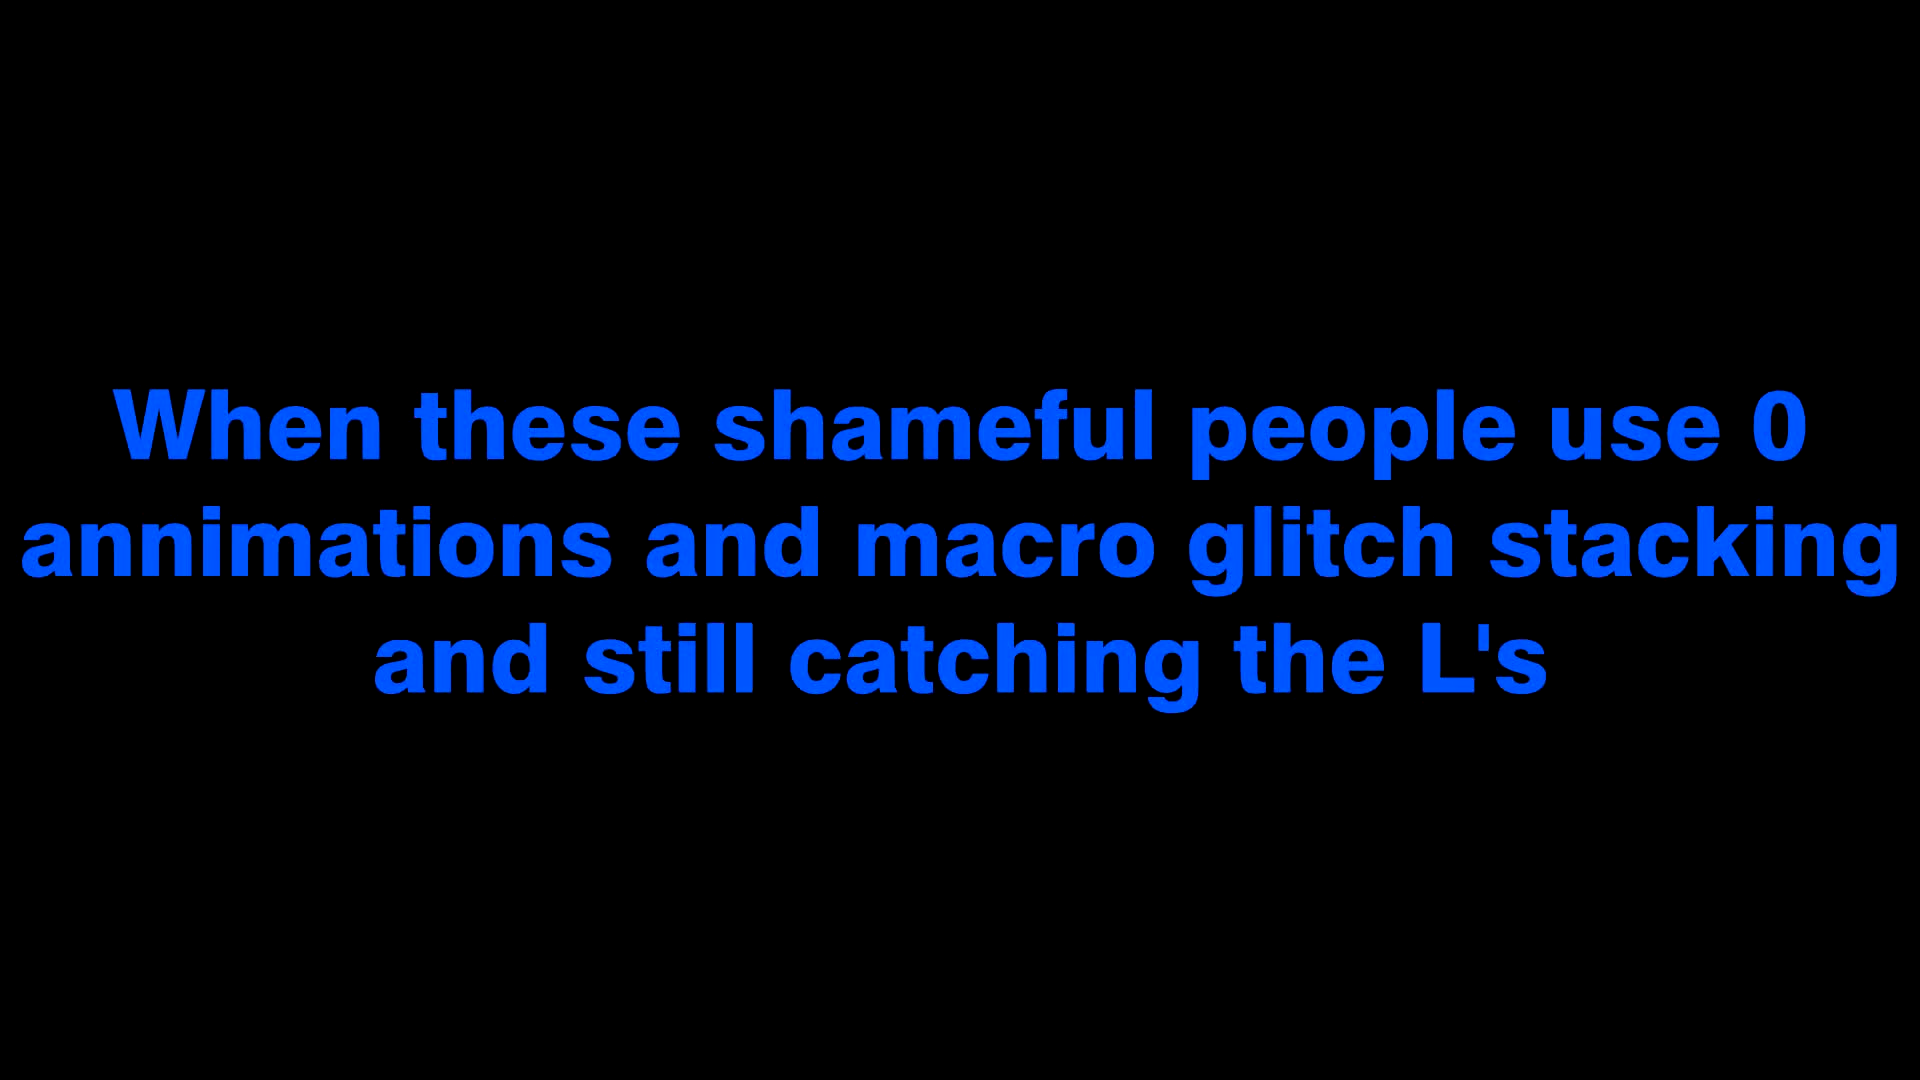 When these shameful people use 0
annimations and macro glitch stacking
and still catching the L's